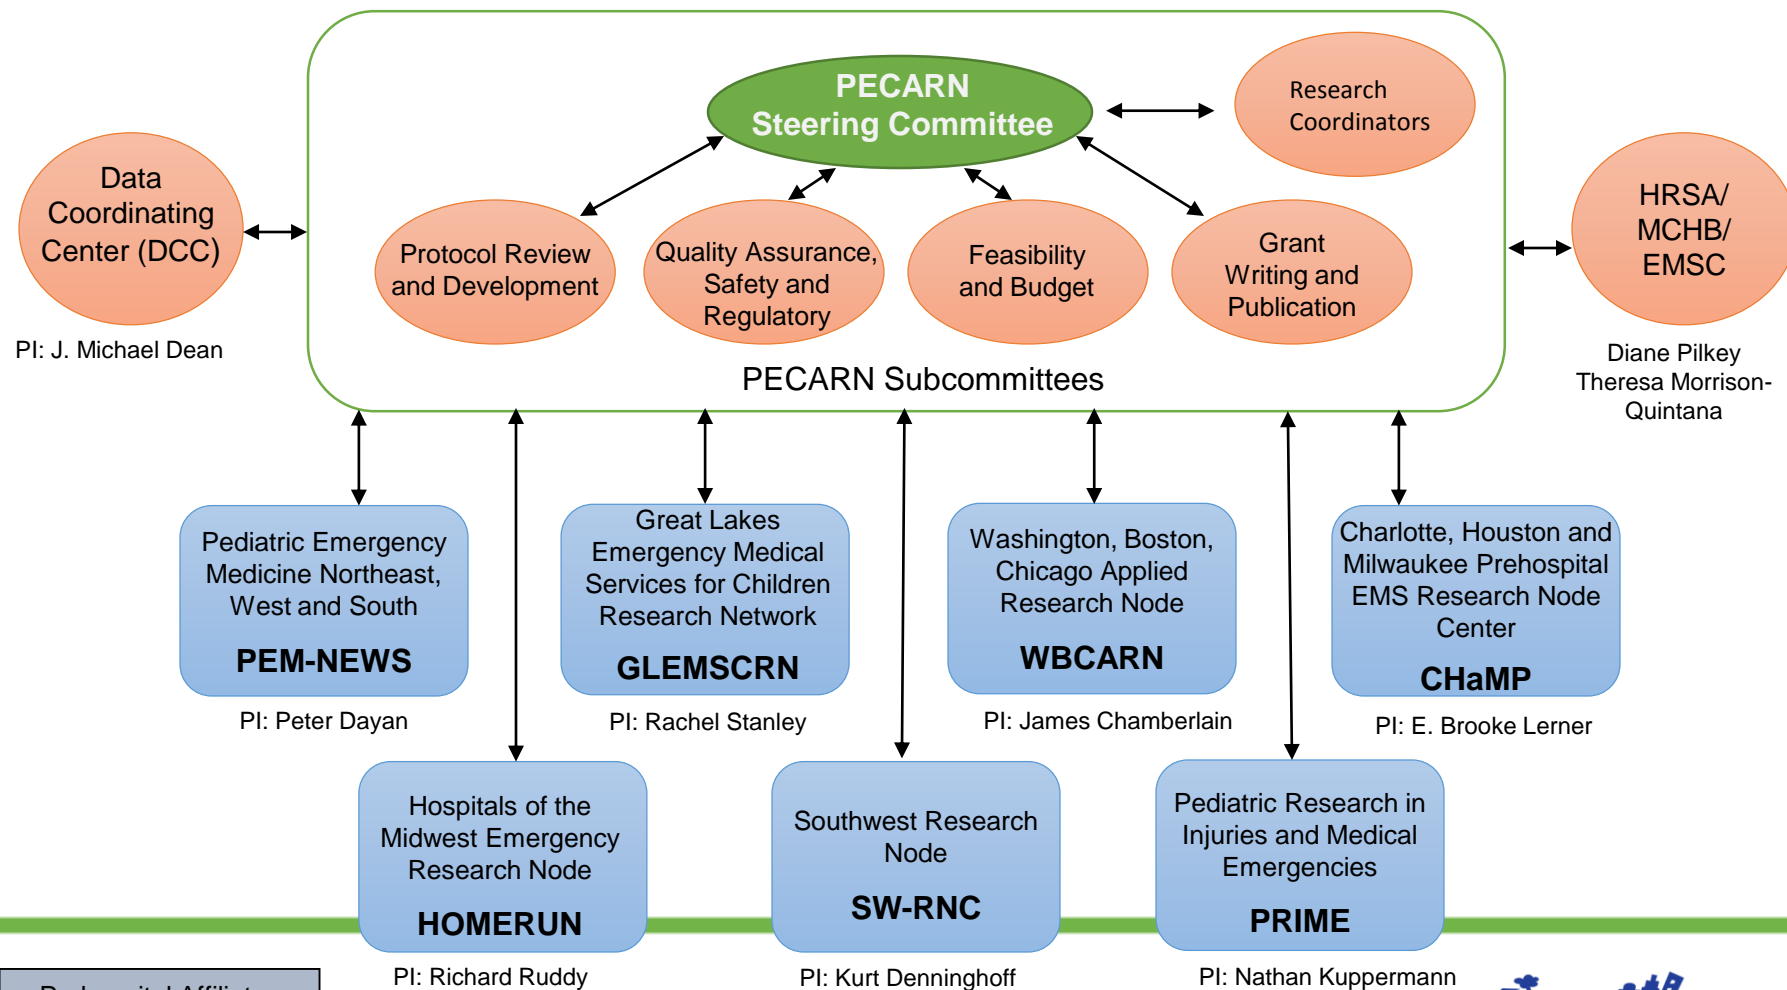 PECARN
Steering Committee
Research
Coordinators
Data
Coordinating
Center (DCC)
PI: J. Michael Dean
HRSA/
MCHB/
EMSC
Diane Pilkey
Theresa Morrison-
Quintana
Protocol Review
and Development
Quality Assurance,
Safety and
Regulatory
Feasibility
and Budget
Grant
Writing and
Publication
PECARN Subcommittees
Pediatric Emergency
Medicine Northeast,
West and South
PEM-NEWS
PI: Peter Dayan
Great Lakes
Emergency Medical
Services for Children
Research Network
GLEMSCRN
PI: Rachel Stanley
Washington, Boston,
Chicago Applied
Research Node
WBCARN
PI: James Chamberlain
Charlotte, Houston and
Milwaukee Prehospital
EMS Research Node
Center
CHaMP
PI: E. Brooke Lerner
Hospitals of the
Midwest Emergency
Research Node
HOMERUN
PI: Richard Ruddy
Southwest Research
Node
SW-RNC
PI: Kurt Denninghoff
Pediatric Research in
Injuries and Medical
Emergencies
PRIME
PI: Nathan Kuppermann